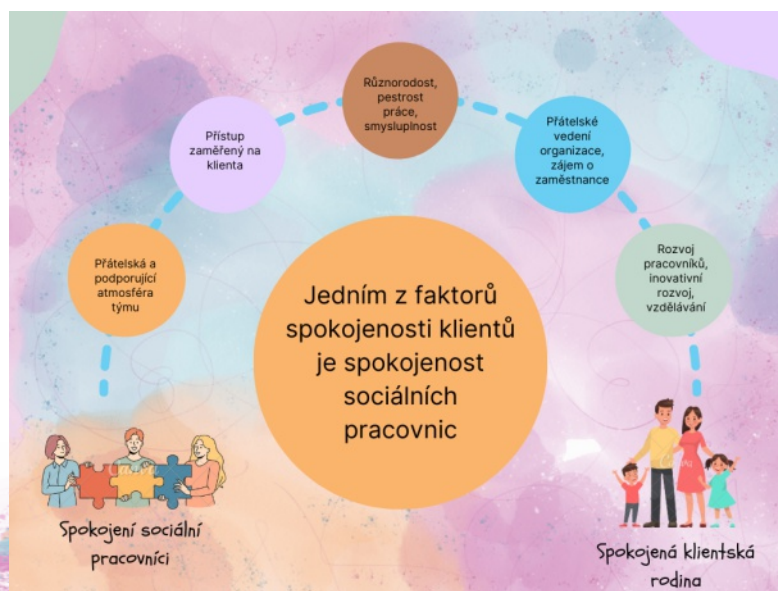 Různorodost,
pestrost
práce,
smysluplnost
Přístup
zaměřený na
klienta
Přátelské
vedení
organizace,
zájem o
zaměstnance
Přátelská a
podporující
atmosféra
týmu
Rozvoj
pracovníků,
inovativní
rozvoj,
vzdělávání
Jedním z faktorů
spokojenosti klientů
je spokojenost
sociálních
pracovnic
Spokojení sociální
pracovníci
Spokojená klientská
rodina